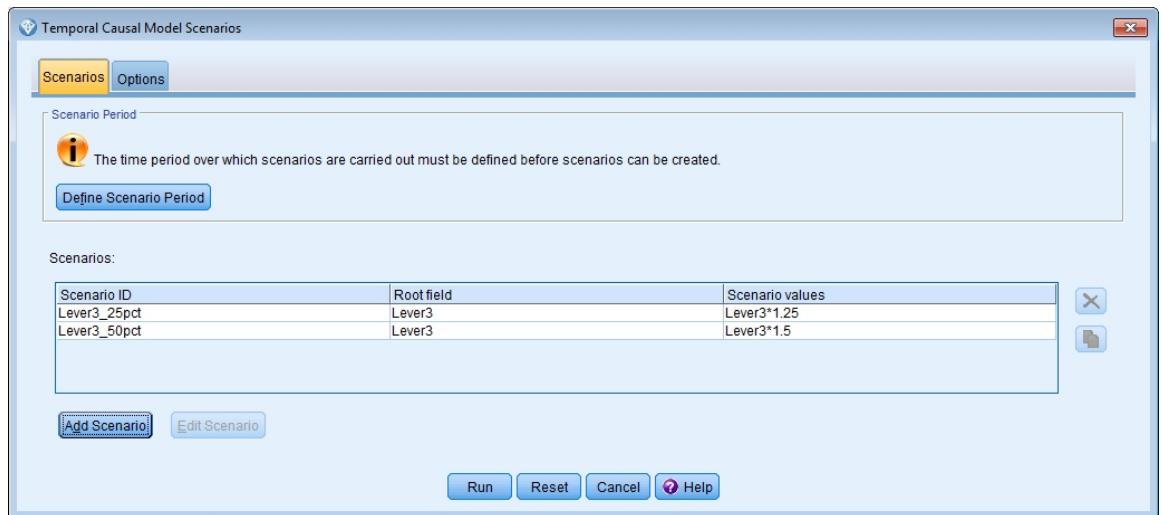 Temporal Causal Model Scenarios
Scenarios Options
Scenario Period
The time period over which scenarios are carried out must be defined before scenarios can be created.
Define Scenario Period
Scenarios:
Scenario ID Root field Scenario values
Lever3_25pct Lever3 Lever3*1.25
Lever3_50pct Lever3 Lever3*1.5
Add Scenario Edit Scenario
Run Reset Cancel Help